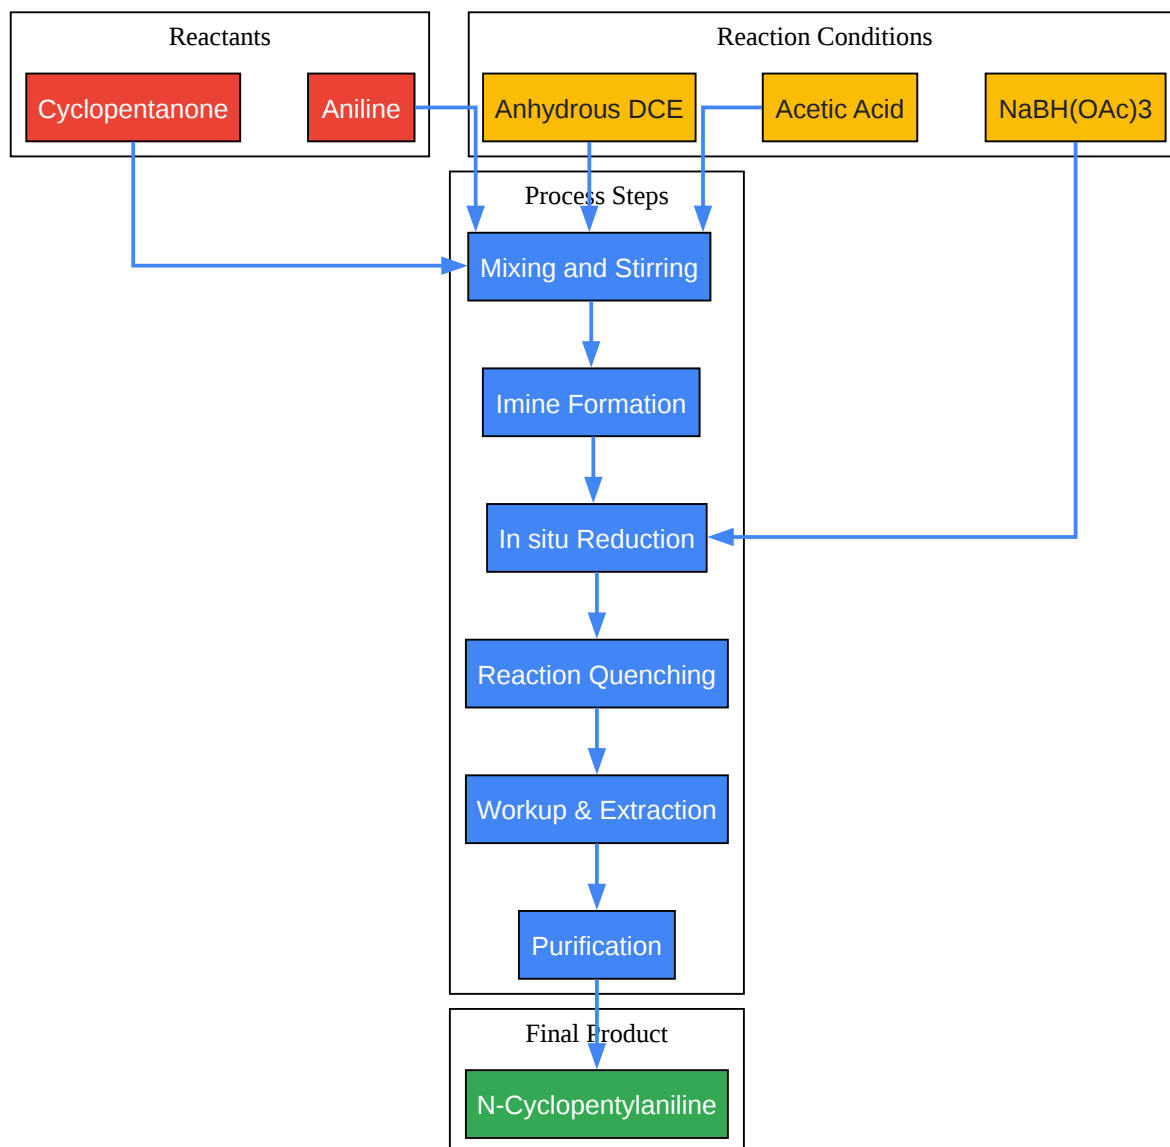 Reactants
Reaction Conditions
Cyclopentanone
Aniline
Anhydrous DCE
Acetic Acid
NaBH(OAc)3
Process Steps
Mixing and Stirring
Imine Formation
In situ Reduction
Reaction Quenching
Workup & Extraction
Purification
Final Product
N-Cyclopentylaniline